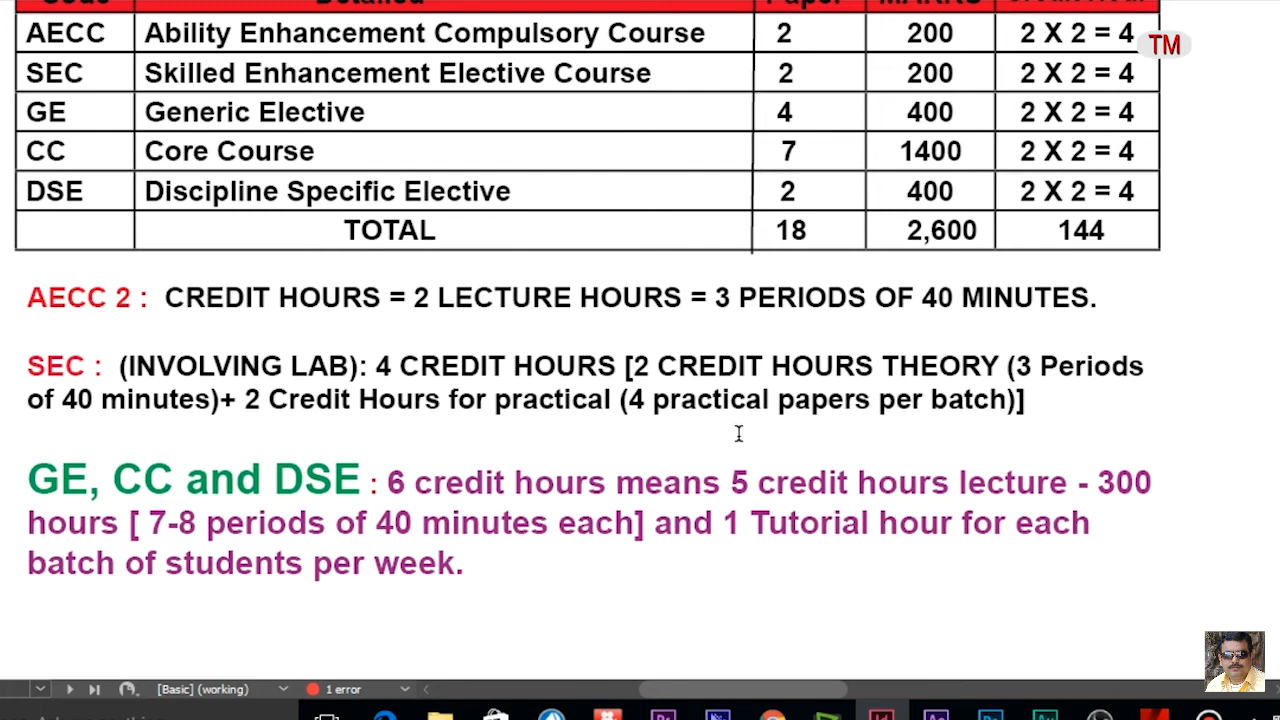 Code Detailed Paper MARKS Credit Hour
AECC Ability Enhancement Compulsory Course 2 200 2 X 2 = 4
TM
SEC Skilled Enhancement Elective Course 2 200 2 X 2 = 4
GE Generic Elective 4 400 2 X 2 = 4
CC Core Course 7 1400 2 X 2 = 4
DSE Discipline Specific Elective 2 400 2 X 2 = 4
TOTAL 18 2,600 144
AECC 2 : CREDIT HOURS = 2 LECTURE HOURS = 3 PERIODS OF 40 MINUTES.
SEC : (INVOLVING LAB): 4 CREDIT HOURS [2 CREDIT HOURS THEORY (3 Periods
of 40 minutes)+ 2 Credit Hours for practical (4 practical papers per batch)]
GE, CC and DSE : 6 credit hours means 5 credit hours lecture - 300
hours [ 7-8 periods of 40 minutes each] and 1 Tutorial hour for each
batch of students per week.
[Basic] (working) 1 error